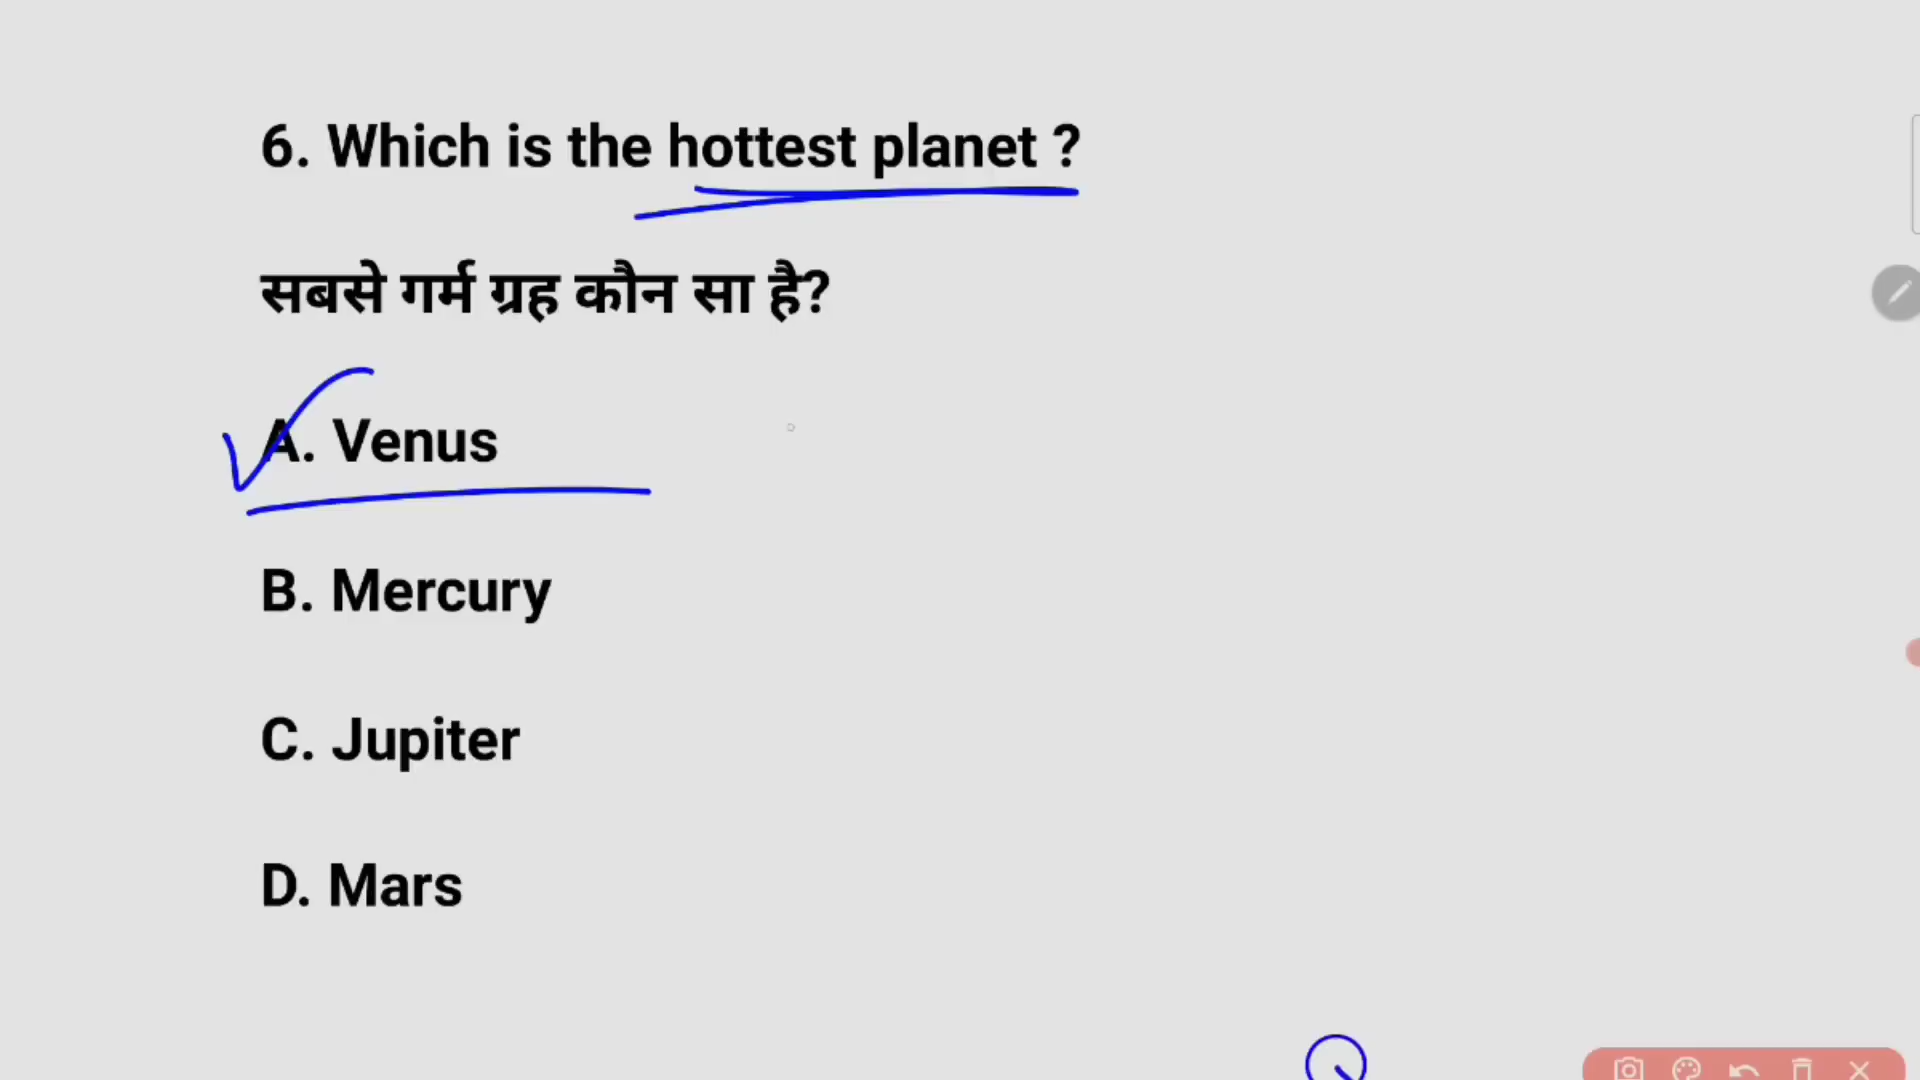 6. Which is the hottest planet ?
सबसे गर्म ग्रह कौन सा है?
A. Venus
B. Mercury
C. Jupiter
D. Mars